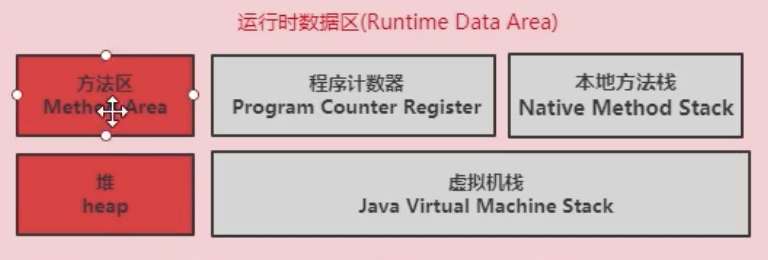 运行时数据区(Runtime Data Area)
方法区
Method Area
程序计数器
Program Counter Register
本地方法栈
Native Method Stack
堆
heap
虚拟机栈
Java Virtual Machine Stack